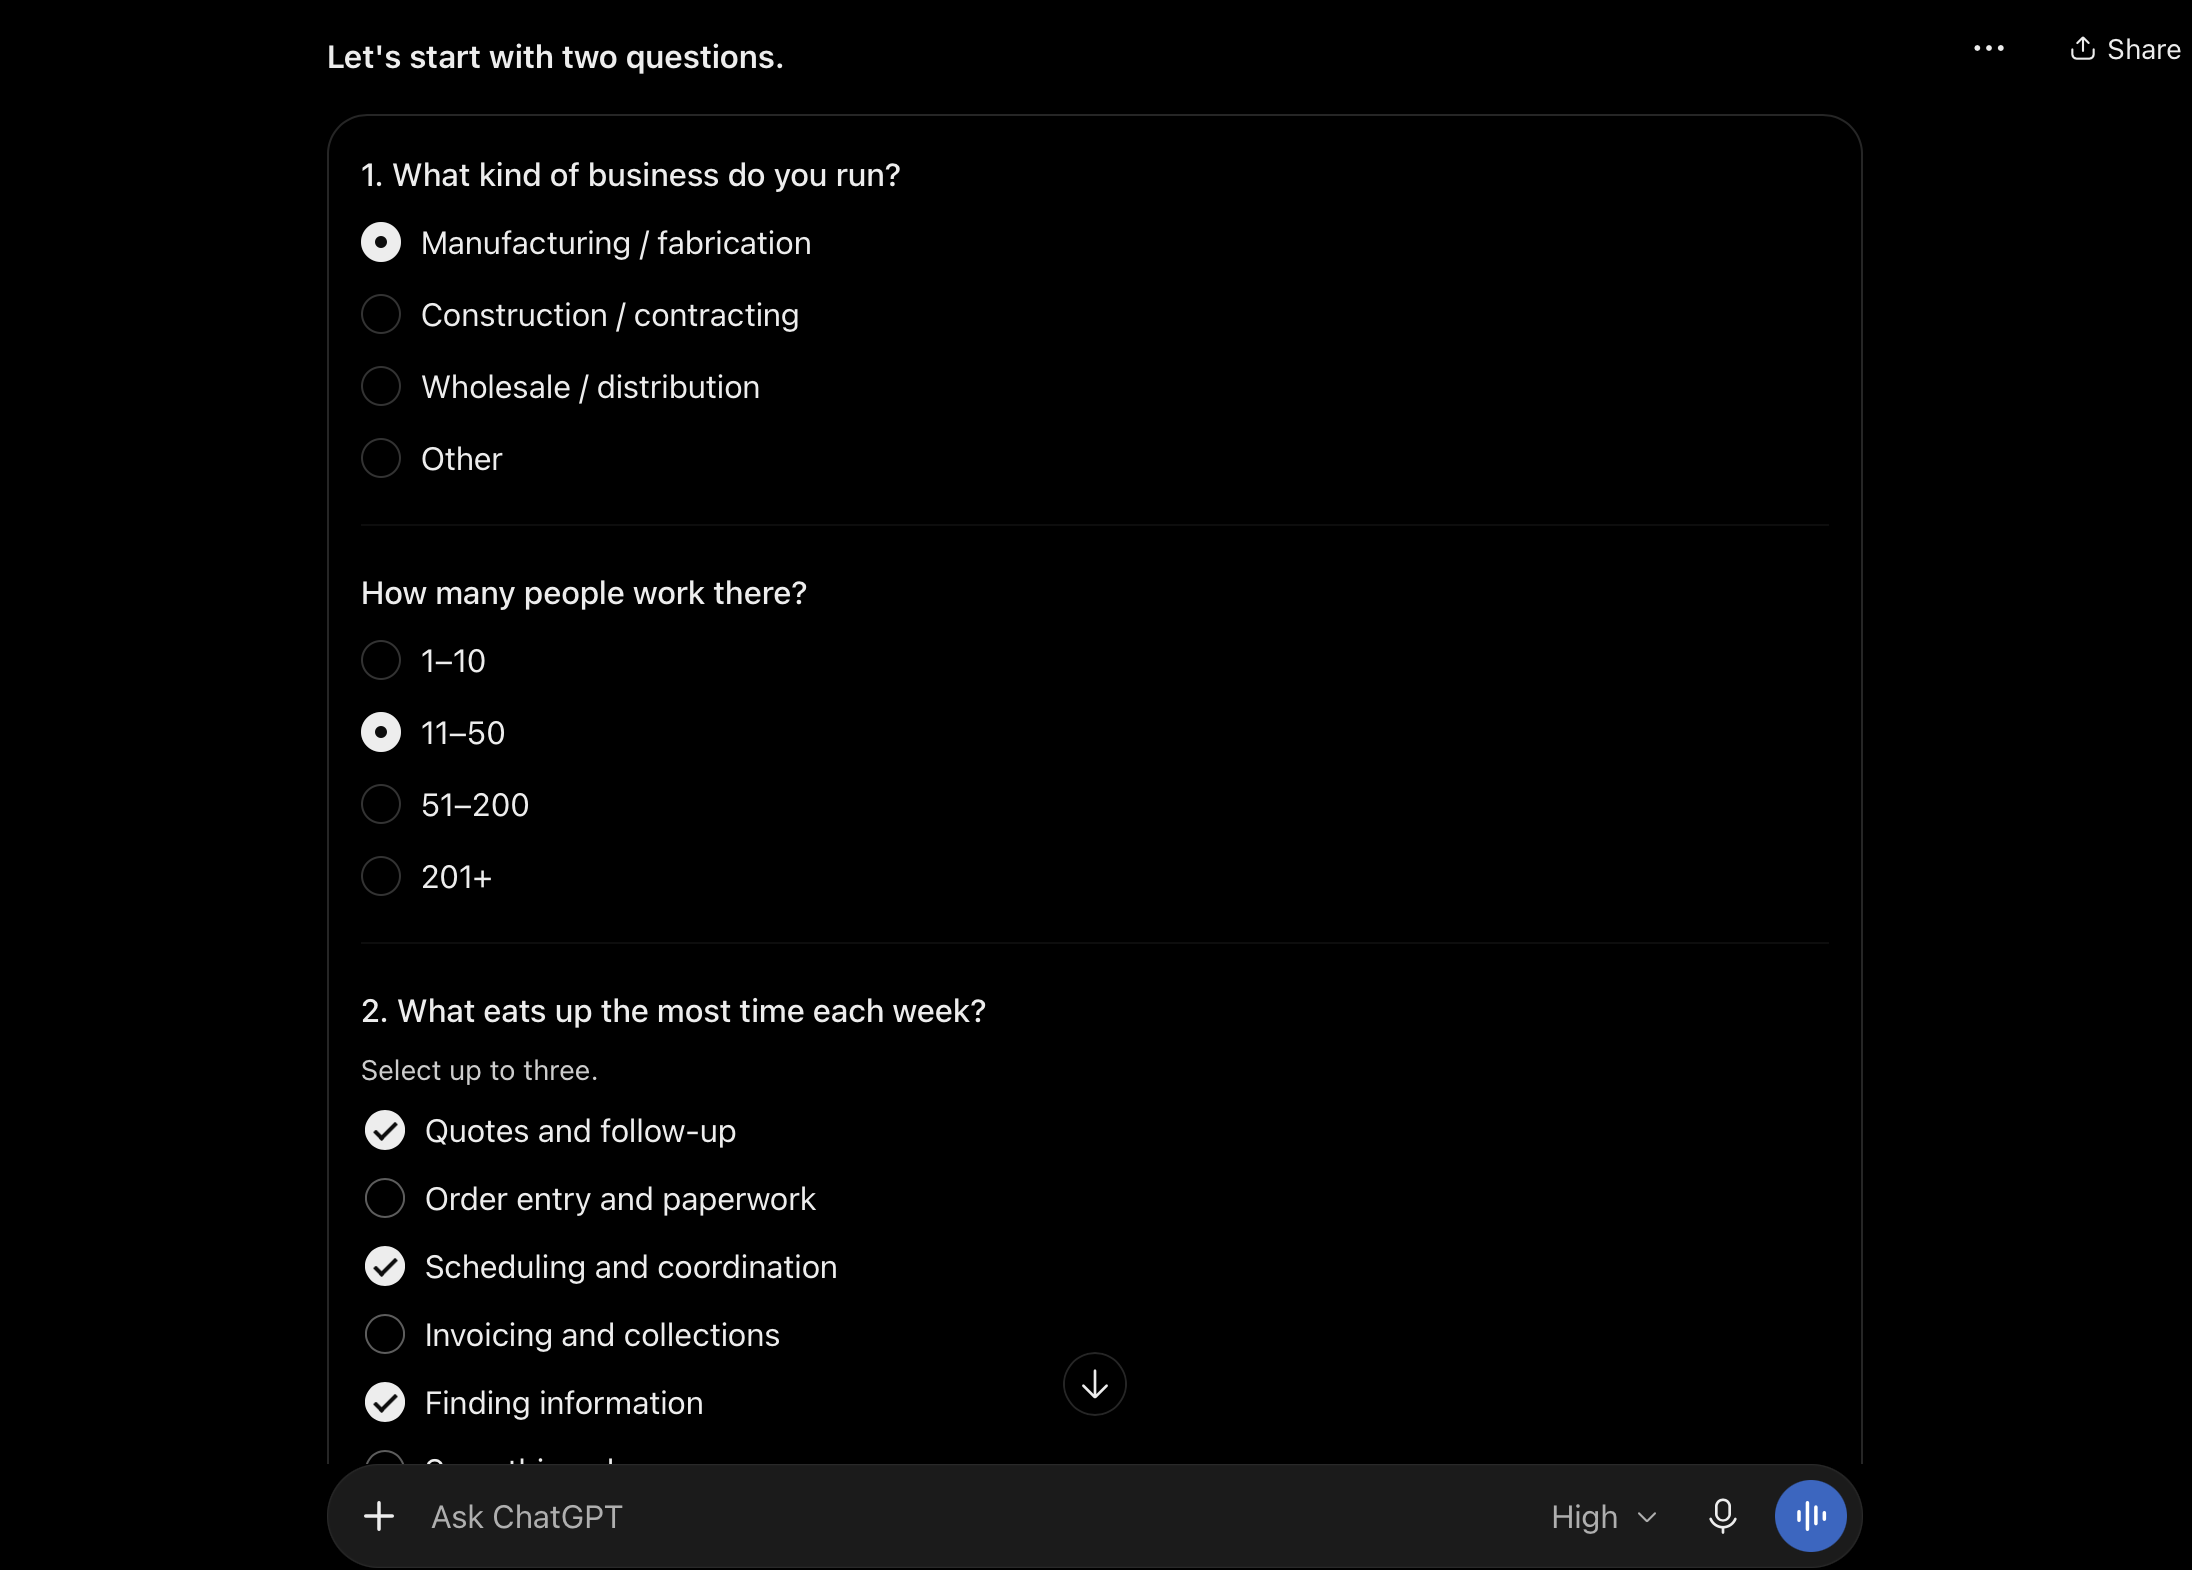 Let's start with two questions.
Share
1. What kind of business do you run?
Manufacturing / fabrication
Construction / contracting
Wholesale / distribution
Other
How many people work there?
1–10
11–50
51–200
201+
2. What eats up the most time each week?
Select up to three.
Quotes and follow-up
Order entry and paperwork
Scheduling and coordination
Invoicing and collections
Finding information
Ask ChatGPT
High